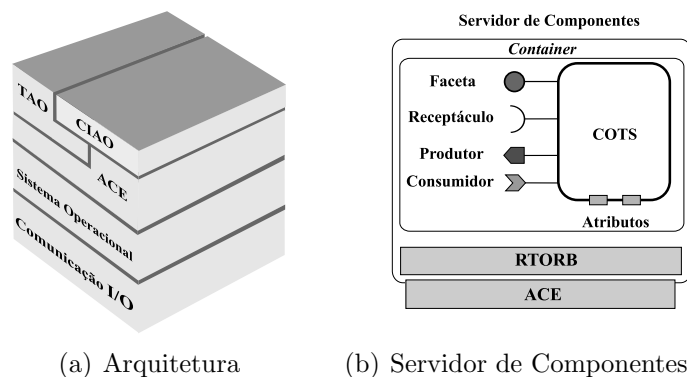 TAO
CIAO
ACE
Sistema Operacional
Comunicação I/O
(a) Arquitetura
Servidor de Componentes
Container
Faceta
Receptáculo
Produtor
Consumidor
COTS
Atributos
RTORB
ACE
(b) Servidor de Componentes